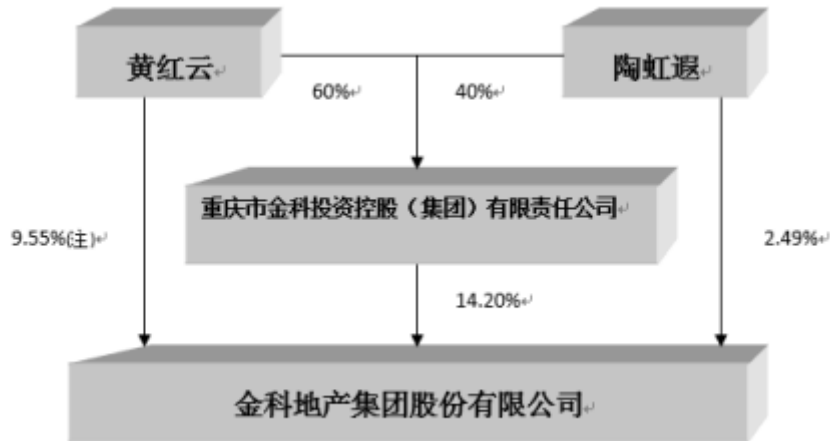 黄红云
陶虹遐
60%
40%
重庆市金科投资控股（集团）有限责任公司
9.55%(注)
2.49%
14.20%
金科地产集团股份有限公司